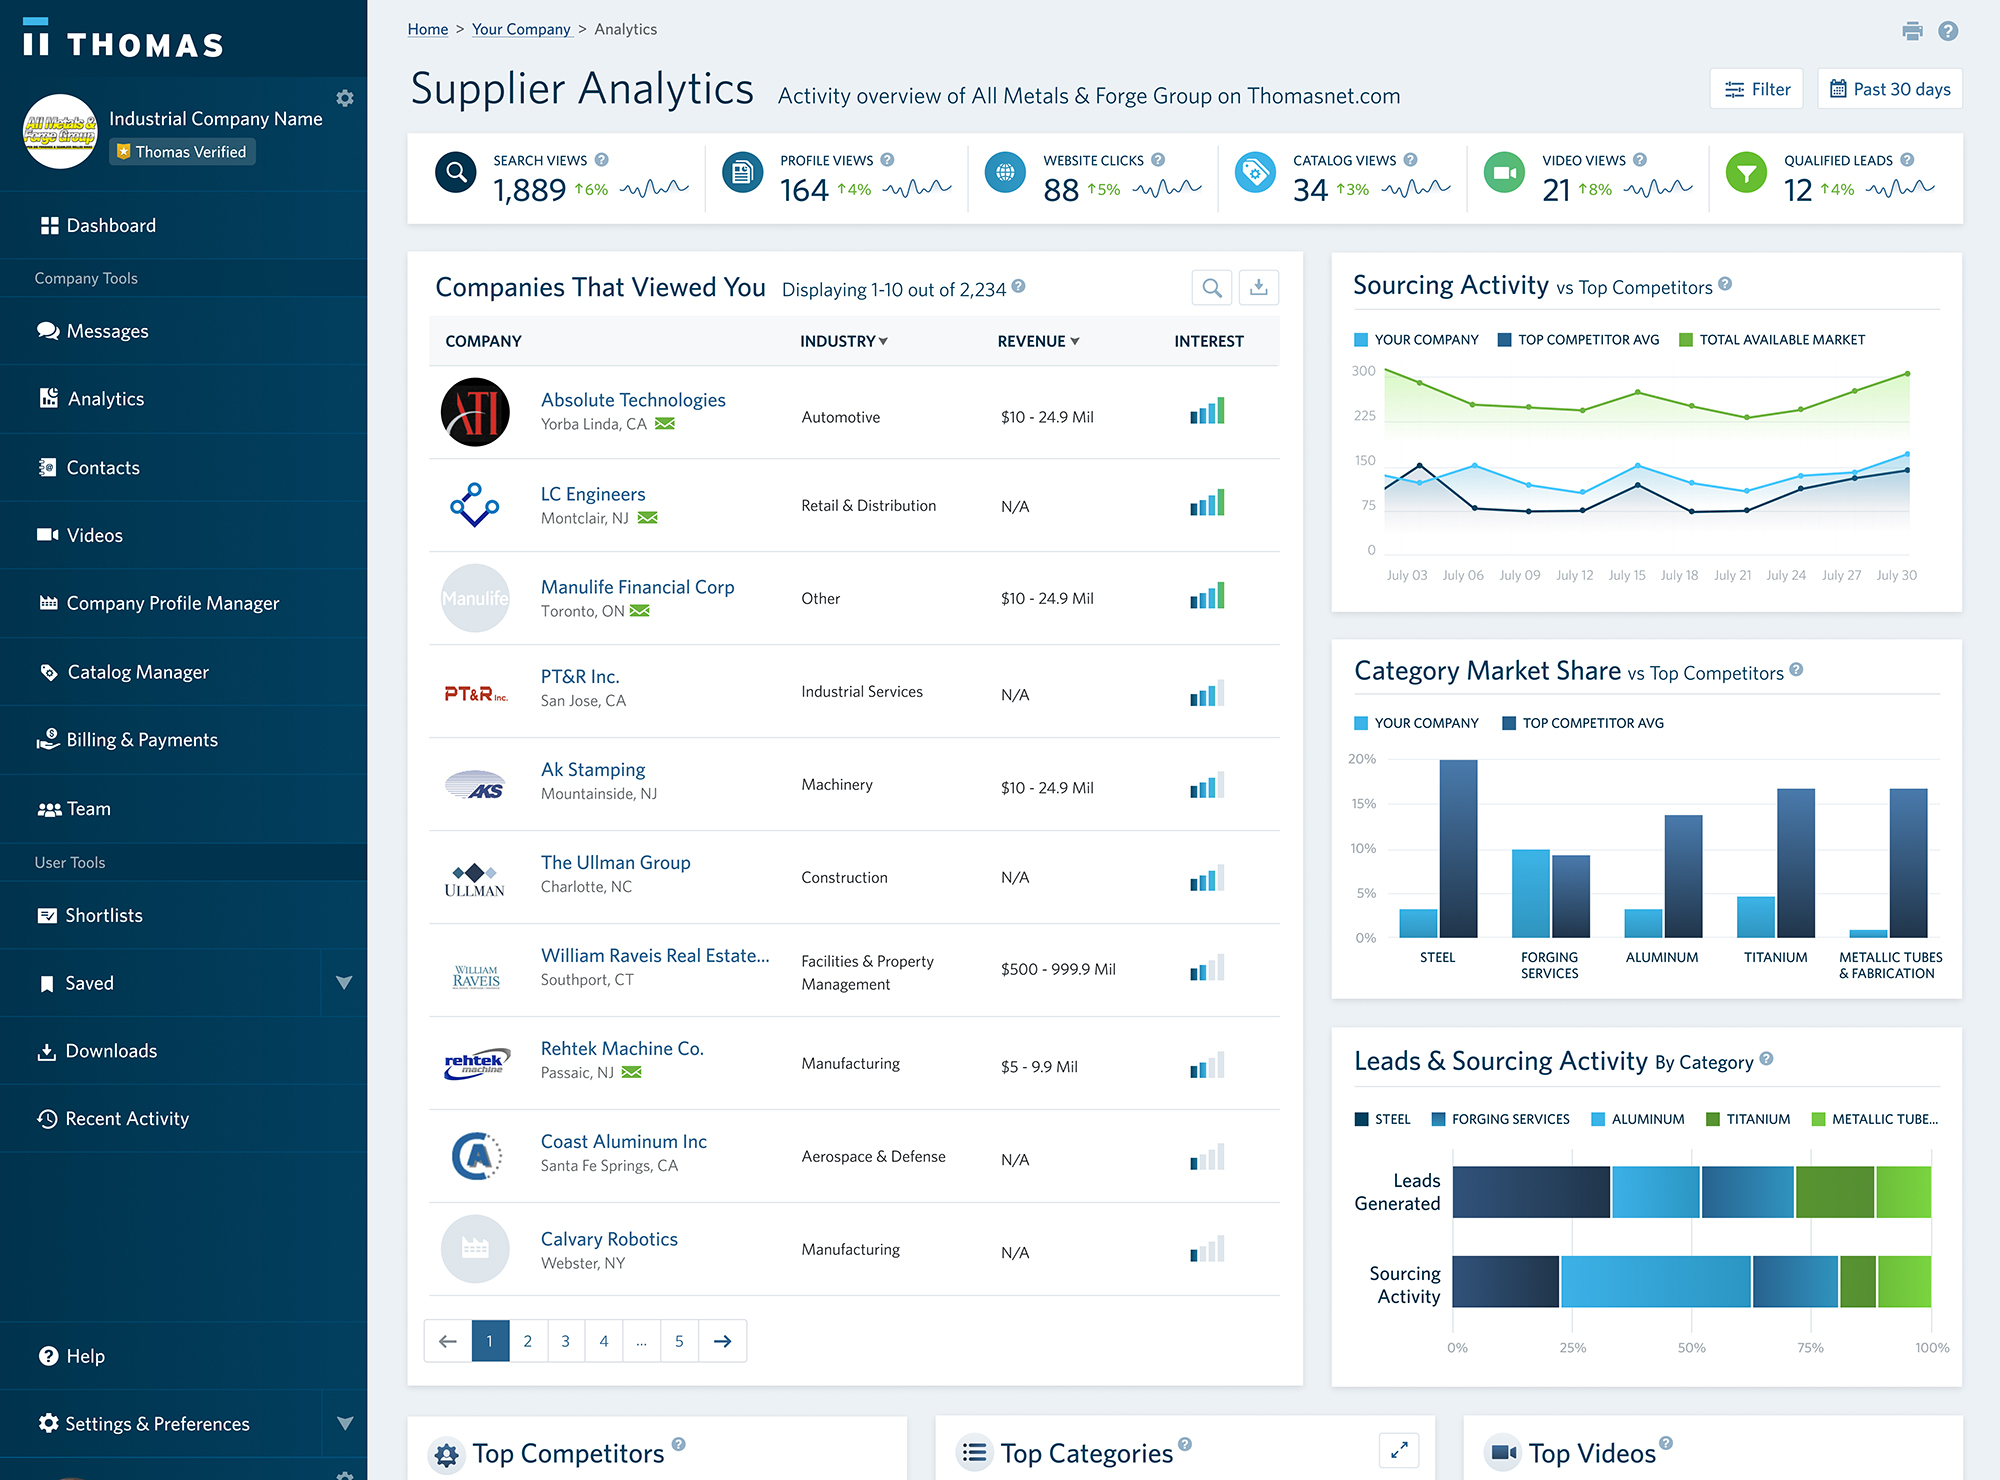 THOMAS
All Metals &
Forge Group
Industrial Company Name
Thomas Verified
Dashboard
Company Tools
Messages
Analytics
Contacts
Videos
Company Profile Manager
Catalog Manager
Billing & Payments
Team
User Tools
Shortlists
Saved
Downloads
Recent Activity
Help
Settings & Preferences
Home > Your Company > Analytics
Supplier Analytics Activity overview of All Metals & Forge Group on Thomasnet.com
Filter
Past 30 days
SEARCH VIEWS ?
1,889 ↑6%
PROFILE VIEWS ?
164 ↑4%
WEBSITE CLICKS ?
88 ↑5%
CATALOG VIEWS ?
34 ↑3%
VIDEO VIEWS ?
21 ↑8%
QUALIFIED LEADS ?
12 ↑4%
Companies That Viewed You Displaying 1-10 out of 2,234 ?
COMPANY INDUSTRY▼ REVENUE▼ INTEREST
ATI
Absolute Technologies
Yorba Linda, CA
Automotive
$10 - 24.9 Mil
LC Engineers
Montclair, NJ
Retail & Distribution
N/A
Manulife
Manulife Financial Corp
Toronto, ON
Other
$10 - 24.9 Mil
PT&R Inc.
PT&R Inc.
San Jose, CA
Industrial Services
N/A
AKS
Ak Stamping
Mountainside, NJ
Machinery
$10 - 24.9 Mil
ULLMAN
The Ullman Group
Charlotte, NC
Construction
N/A
WILLIAM
RAVEIS
William Raveis Real Estate...
Southport, CT
Facilities & Property
Management
$500 - 999.9 Mil
rehtek
machine
Rehtek Machine Co.
Passaic, NJ
Manufacturing
$5 - 9.9 Mil
A
Coast Aluminum Inc
Santa Fe Springs, CA
Aerospace & Defense
N/A
Calvary Robotics
Webster, NY
Manufacturing
N/A
← 1 2 3 4 ... 5 →
Sourcing Activity vs Top Competitors ?
YOUR COMPANY TOP COMPETITOR AVG TOTAL AVAILABLE MARKET
300
225
150
75
0
July 03 July 06 July 09 July 12 July 15 July 18 July 21 July 24 July 27 July 30
Category Market Share vs Top Competitors ?
YOUR COMPANY TOP COMPETITOR AVG
20%
15%
10%
5%
0%
STEEL
FORGING
SERVICES
ALUMINUM
TITANIUM
METALLIC TUBES
& FABRICATION
Leads & Sourcing Activity By Category ?
STEEL FORGING SERVICES ALUMINUM TITANIUM METALLIC TUBE...
Leads
Generated
Sourcing
Activity
0% 25% 50% 75% 100%
Top Competitors ?
Top Categories ?
Top Videos ?